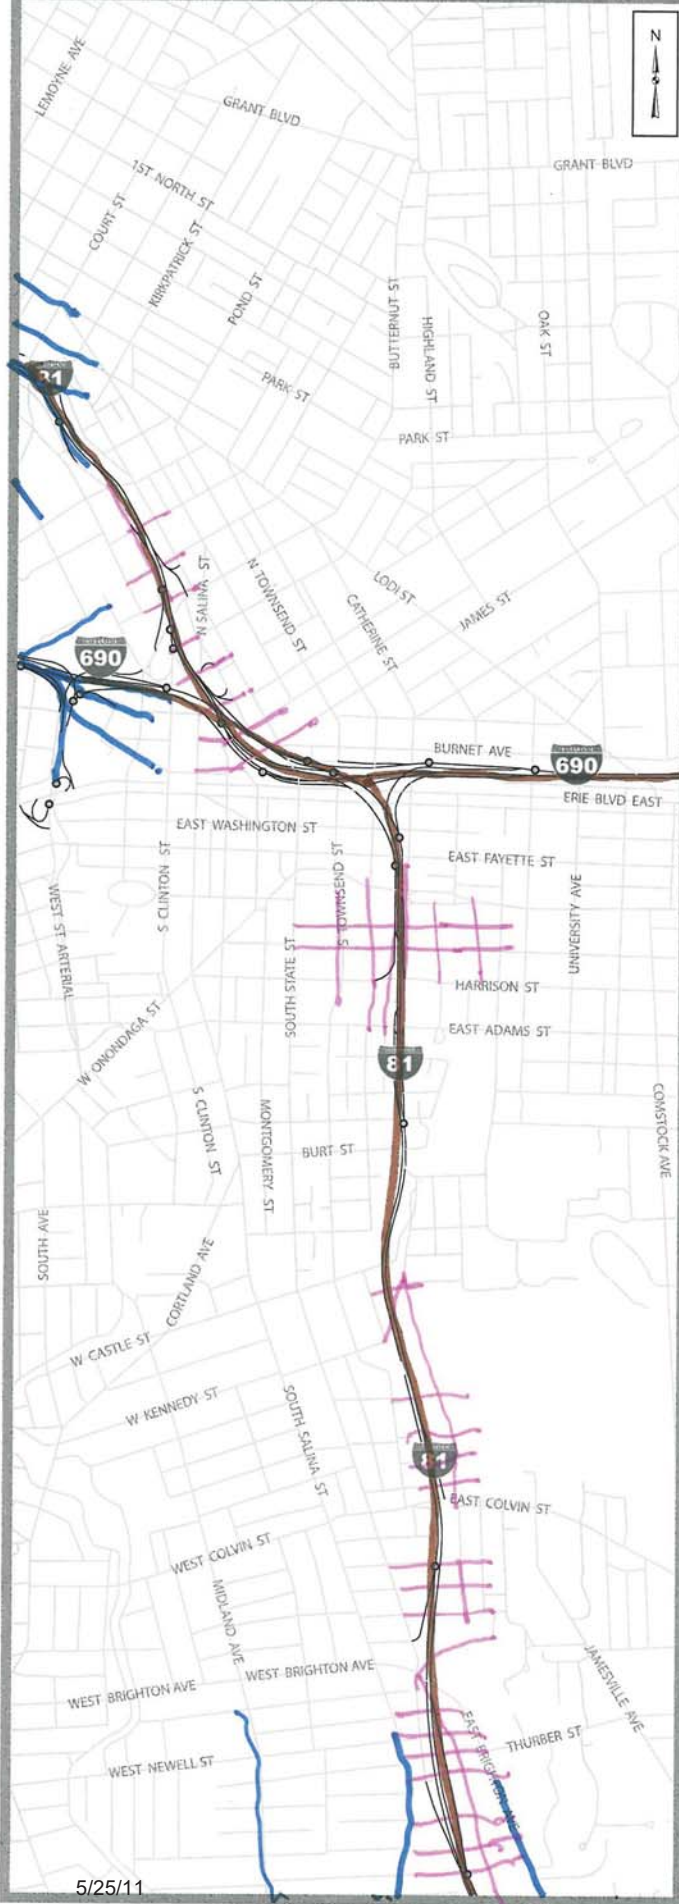 N
LEMOYNE AVE
GRANT BLVD
GRANT BLVD
1ST NORTH ST
COURT ST
KIRKPATRICK ST
POND ST
BUTTERNUT ST
HIGHLAND ST
OAK ST
81
PARK ST
PARK ST
N SALINA ST
N TOWNSEND ST
LODI ST
CATHERINE ST
JAMES ST
690
BURNET AVE
690
ERIE BLVD EAST
EAST WASHINGTON ST
S CLINTON ST
S TOWNSEND ST
EAST FAYETTE ST
UNIVERSITY AVE
WEST ST ARTERIAL
SOUTH STATE ST
HARRISON ST
EAST ADAMS ST
W ONONDAGA ST
81
S CLINTON ST
MONTGOMERY ST
BURT ST
COMSTOCK AVE
SOUTH AVE
CORTLAND AVE
W CASTLE ST
W KENNEDY ST
SOUTH SALINA ST
81
EAST COLVIN ST
WEST COLVIN ST
MIDLAND AVE
WEST BRIGHTON AVE
WEST BRIGHTON AVE
JAMESVILLE AVE
EAST BRIGHTON AVE
THURBER ST
WEST NEWELL ST
5/25/11